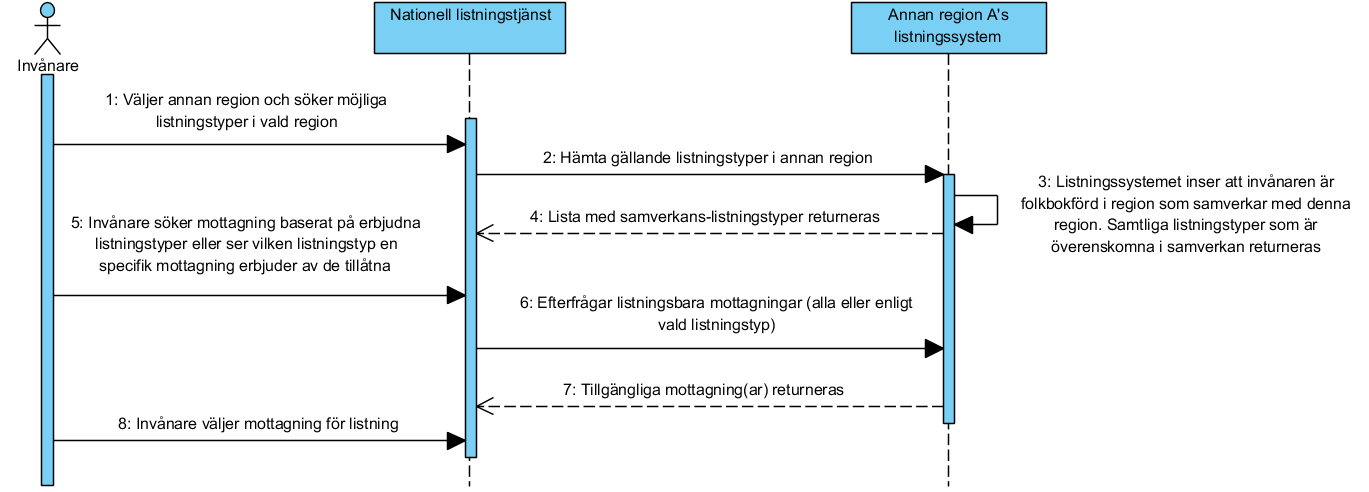 Invånare
Nationell listningstjänst
Annan region A's
listningssystem
1: Väljer annan region och söker möjliga
listningstyper i vald region
2: Hämta gällande listningstyper i annan region
3: Listningssystemet inser att invånaren är
folkbokförd i region som samverkar med denna
region. Samtliga listningstyper som är
överenskomna i samverkan returneras
4: Lista med samverkans-listningstyper returneras
5: Invånare söker mottagning baserat på erbjudna
listningstyper eller ser vilken listningstyp en
specifik mottagning erbjuder av de tillåtna
6: Efterfrågar listningsbara mottagningar (alla eller enligt
vald listningstyp)
7: Tillgängliga mottagning(ar) returneras
8: Invånare väljer mottagning för listning